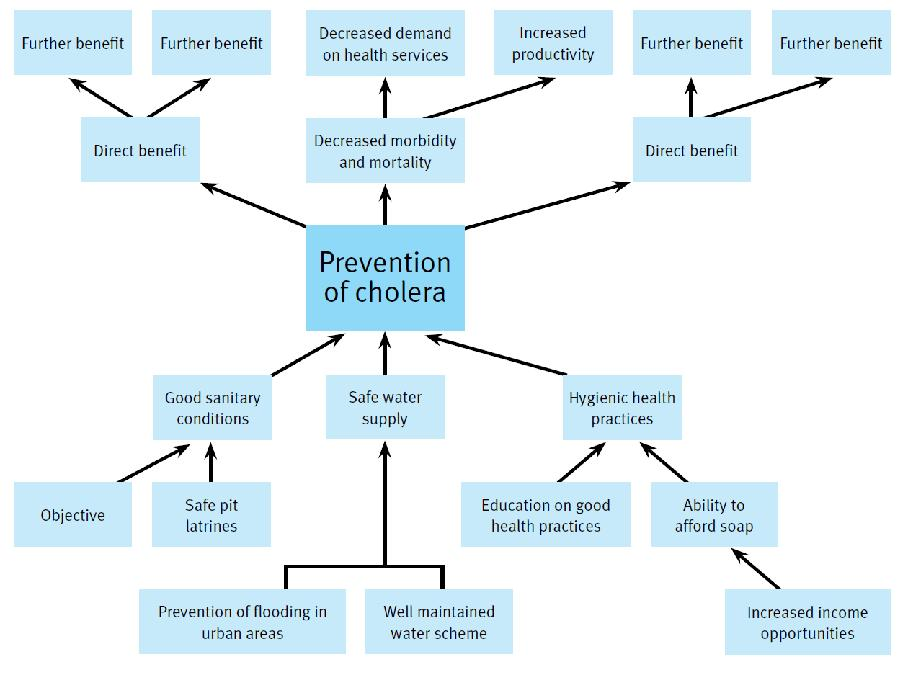 Further benefit
Further benefit
Decreased demand
on health services
Increased
productivity
Further benefit
Further benefit
Direct benefit
Decreased morbidity
and mortality
Direct benefit
Prevention
of cholera
Good sanitary
conditions
Safe water
supply
Hygienic health
practices
Objective
Safe pit
latrines
Education on good
health practices
Ability to
afford soap
Prevention of flooding in
urban areas
Well maintained
water scheme
Increased income
opportunities